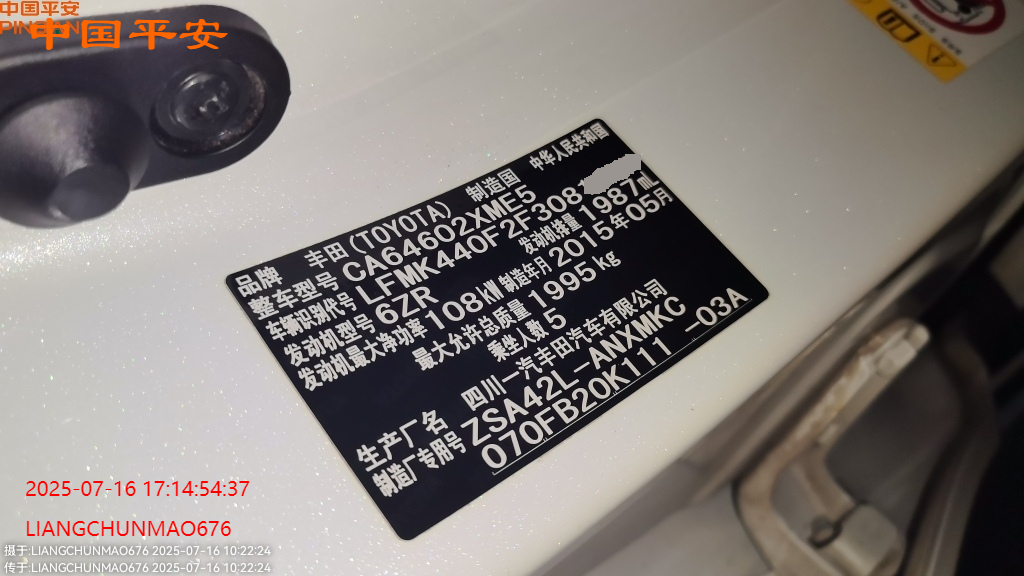 中国平安
PIN
中国平安
品牌 丰田(TOYOTA) 制造国 中华人民共和国
整车型号 CA64602XME5
车辆识别代号 LFMK440F2F308
发动机型号 6ZR 发动机排量 1987mL
发动机最大净功率 108kW 制造年月 2015年05月
最大允许总质量 1995kg
乘坐人数 5
生产厂名 四川一汽丰田汽车有限公司
制造厂专用号 ZSA42L-ANXMKC
070FB20K111 -03A
2025-07-16 17:14:54:37
LIANGCHUNMAO676
摄于 LIANGCHUNMAO676 2025-07-16 10:22:24
传于 LIANGCHUNMAO676 2025-07-16 10:22:24